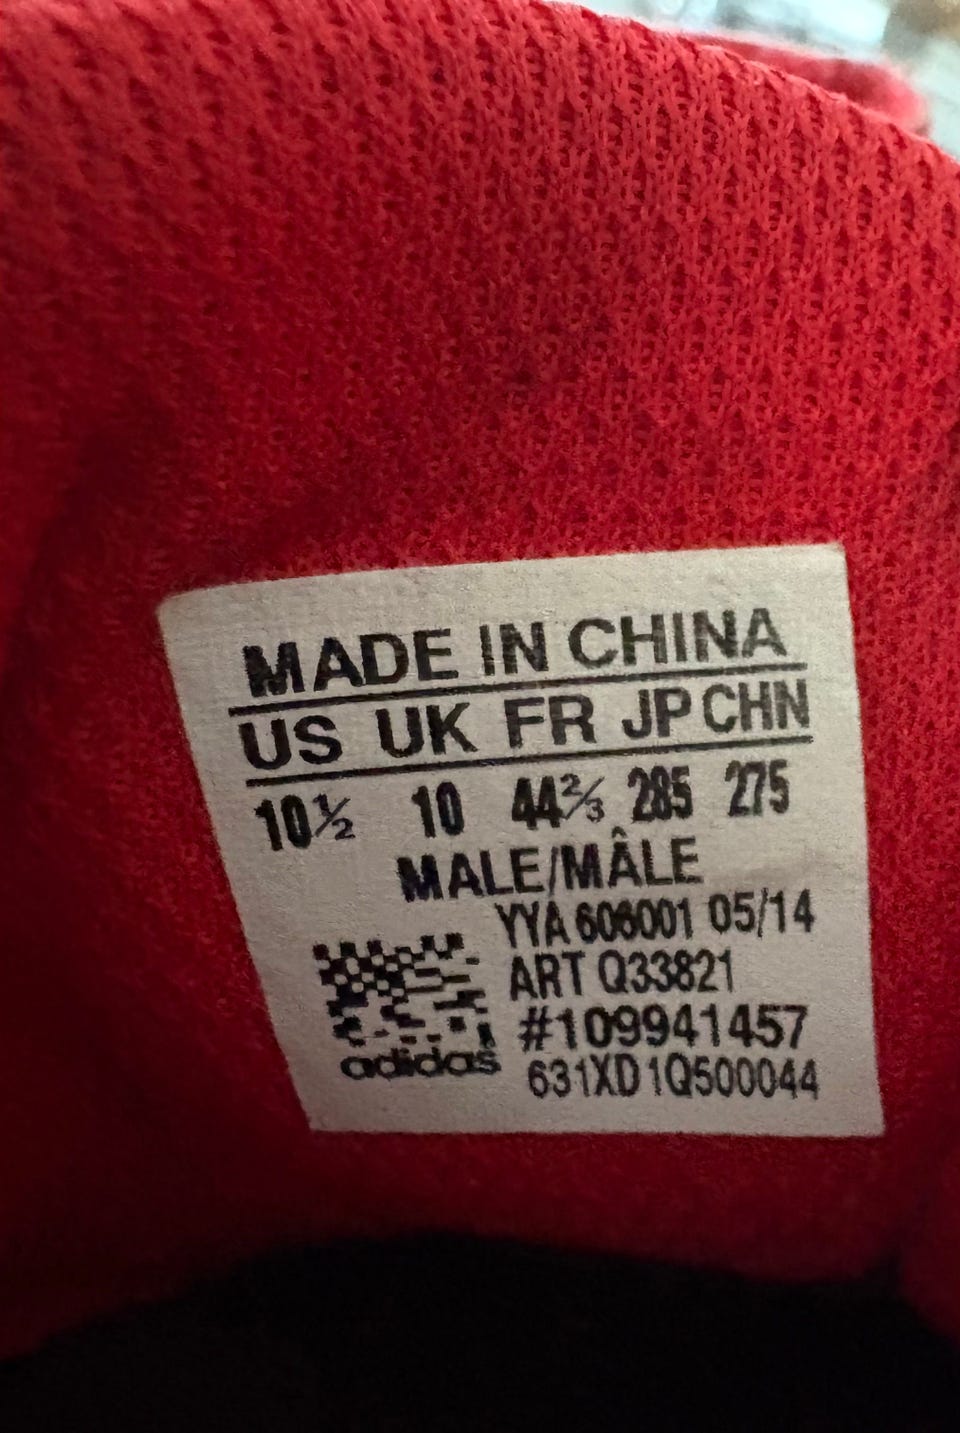 MADE IN CHINA
US UK FR JP CHN
10½ 10 44⅔ 285 275
MALE/MÂLE
YYA 606001 05/14
ART Q33821
#109941457
adidas 631XD1Q500044